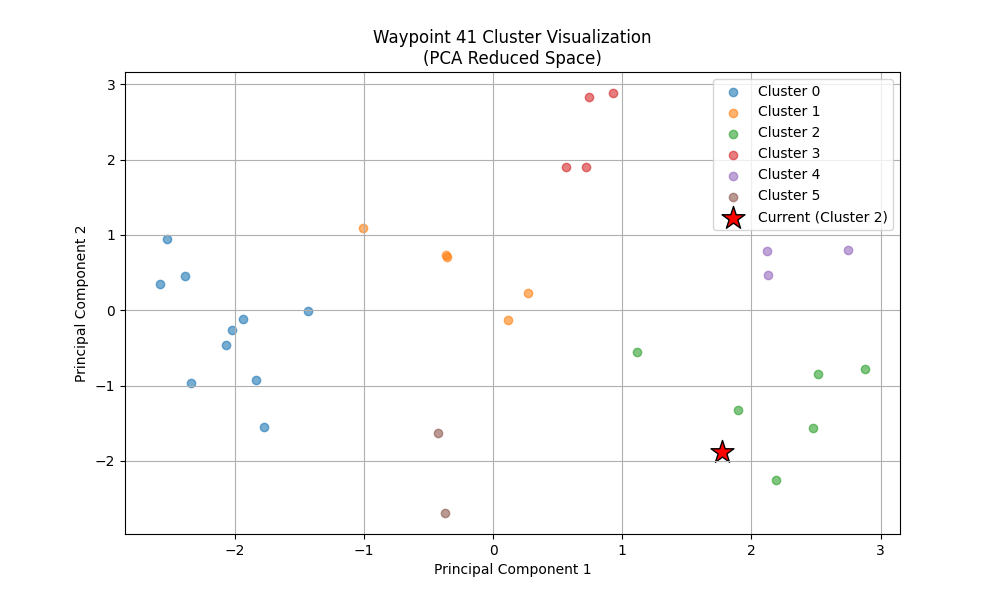 Waypoint 41 Cluster Visualization
(PCA Reduced Space)
Cluster 0
Cluster 1
Cluster 2
Cluster 3
Cluster 4
Cluster 5
Current (Cluster 2)
Principal Component 2
3
2
1
0
−1
−2
−2
−1
0
1
2
3
Principal Component 1